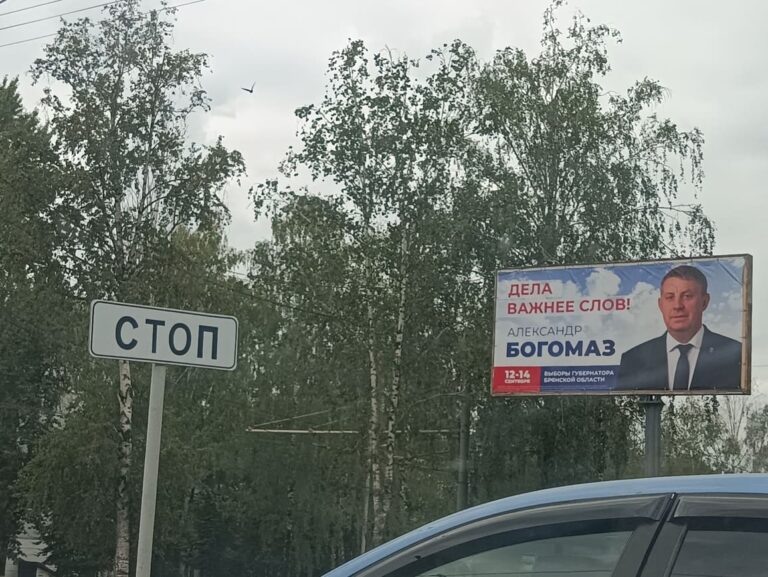 СТОП
ДЕЛА
ВАЖНЕЕ СЛОВ!
АЛЕКСАНДР
БОГОМАЗ
12-14
СЕНТЯБРЯ
ВЫБОРЫ ГУБЕРНАТОРА
БРЯНСКОЙ ОБЛАСТИ